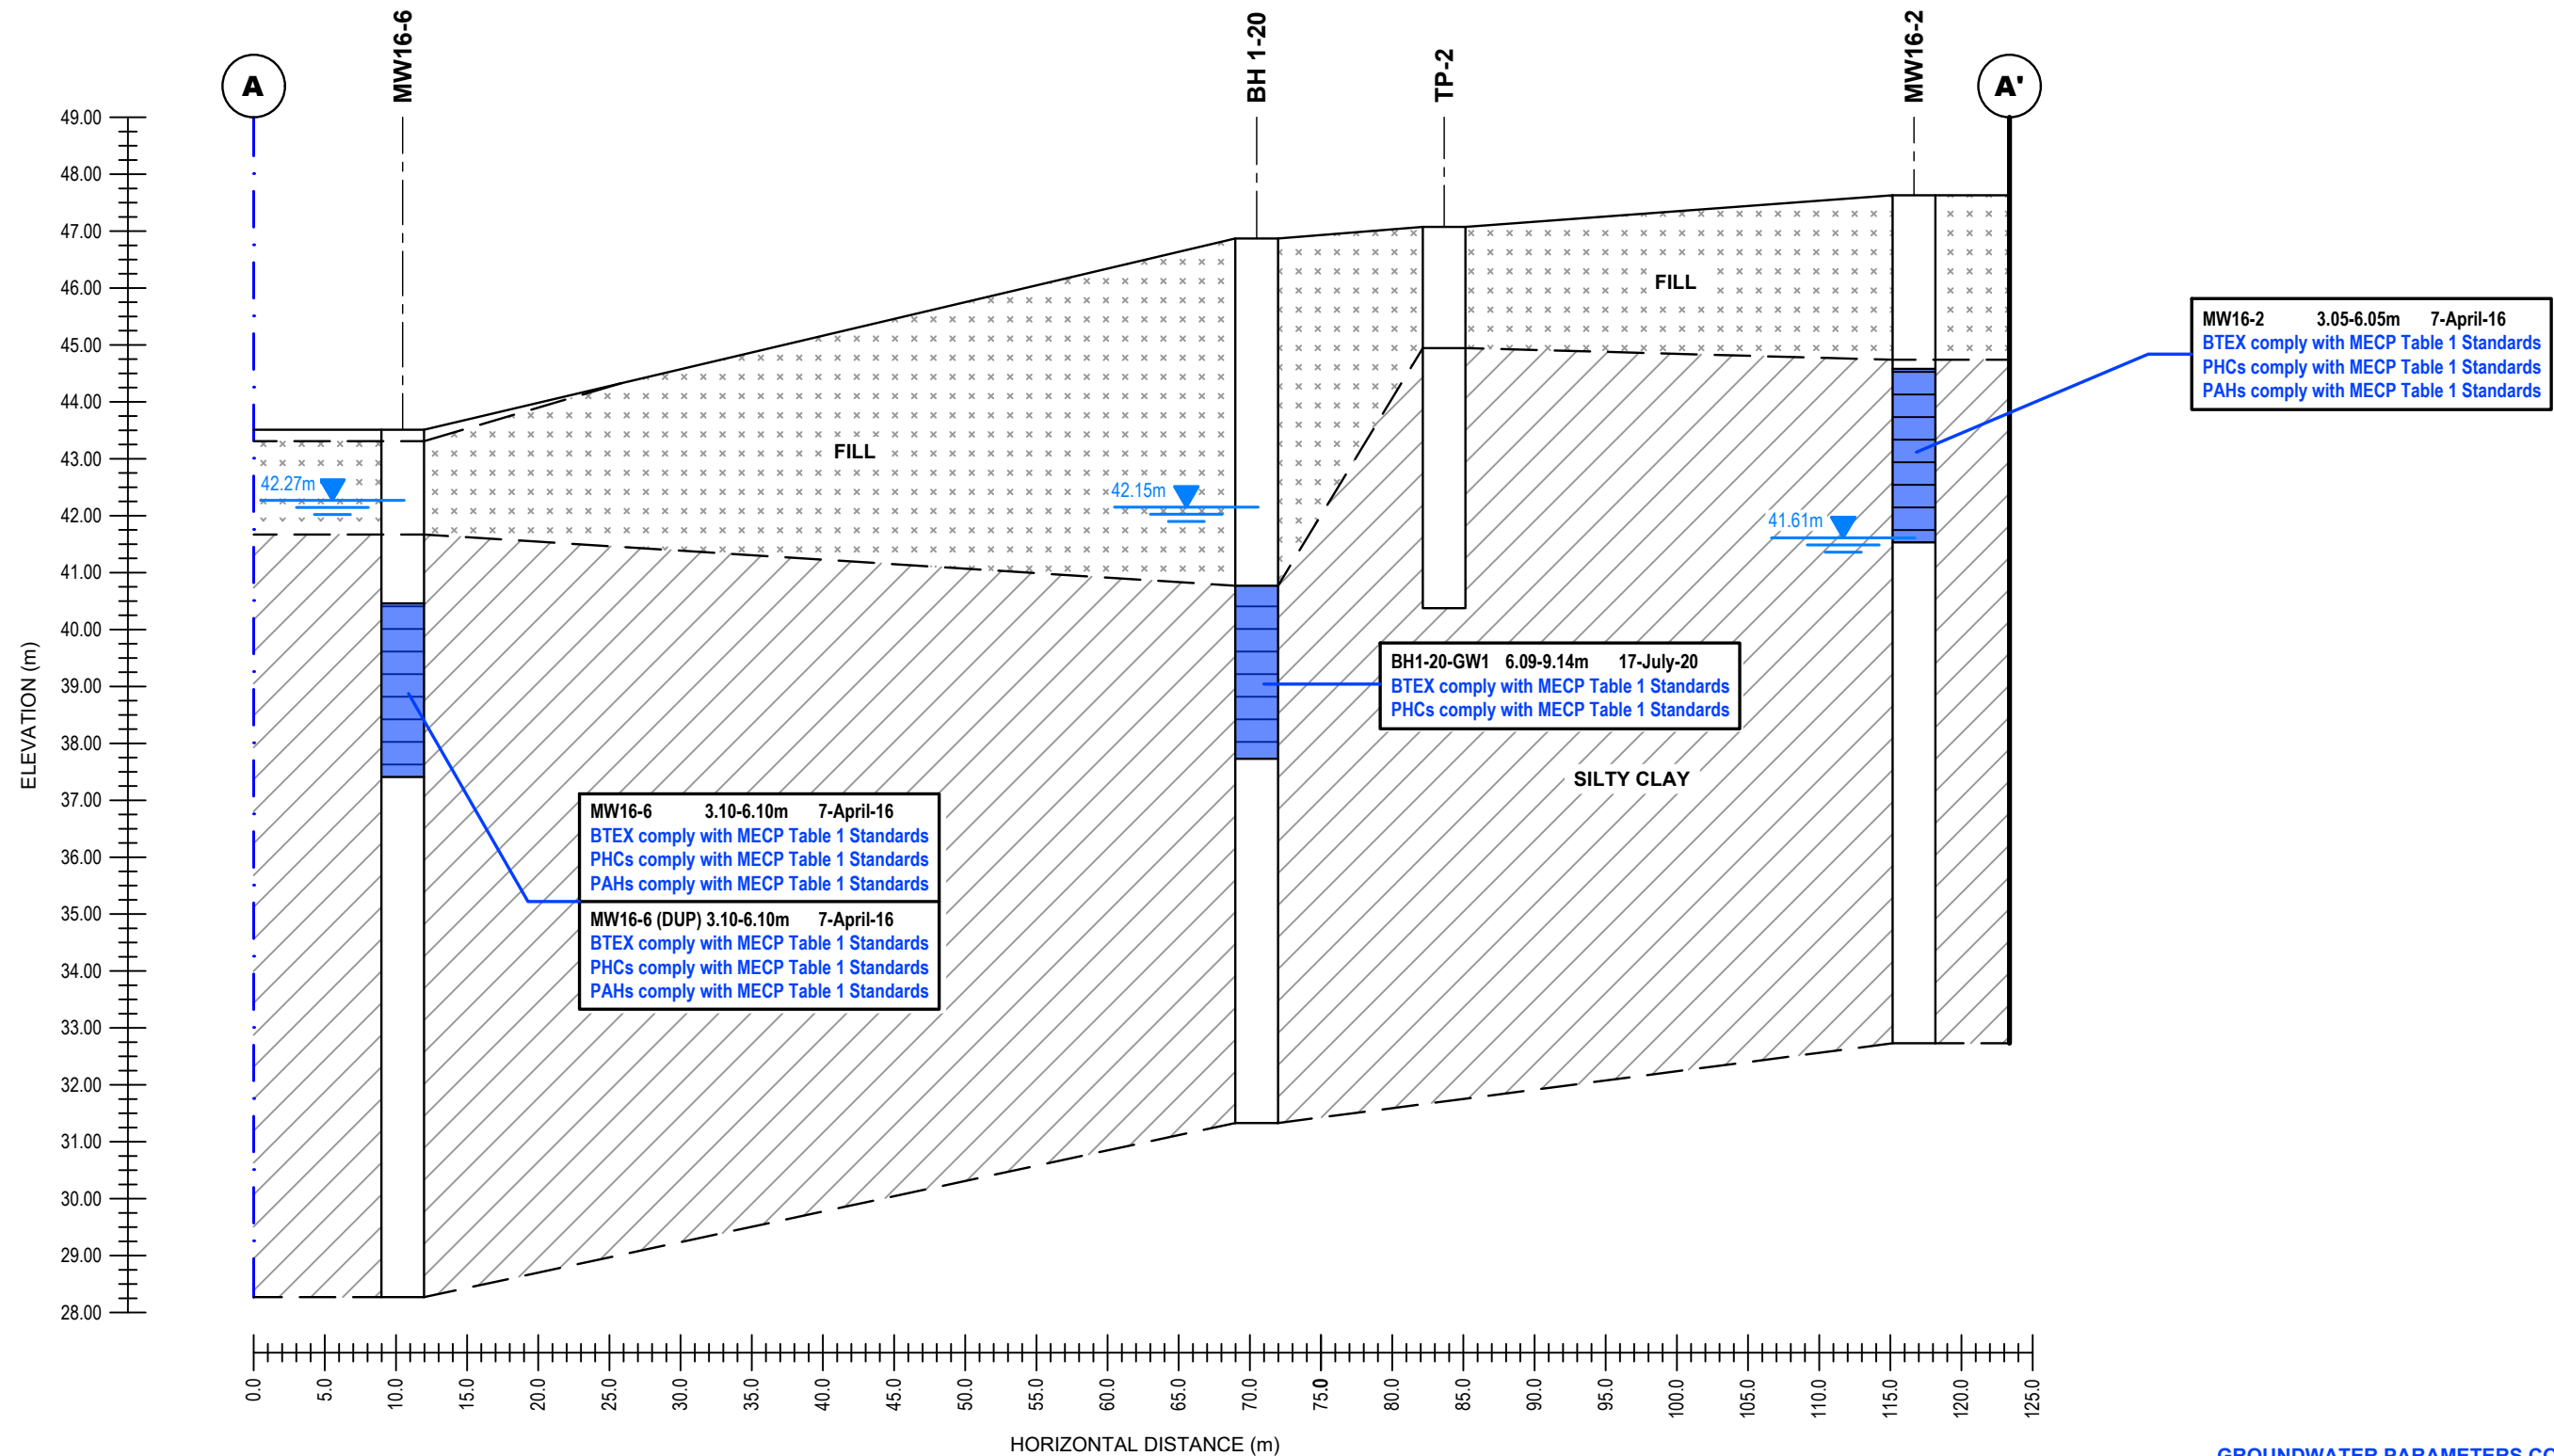 MW16-6
BH 1-20
TP-2
MW16-2
A
A'
49.00
48.00
47.00
46.00
45.00
44.00
43.00
42.00
41.00
40.00
39.00
38.00
37.00
36.00
35.00
34.00
33.00
32.00
31.00
30.00
29.00
28.00
ELEVATION (m)
FILL
FILL
SILTY CLAY
42.27m
42.15m
41.61m
MW16-2 3.05-6.05m 7-April-16
BTEX comply with MECP Table 1 Standards
PHCs comply with MECP Table 1 Standards
PAHs comply with MECP Table 1 Standards
BH1-20-GW1 6.09-9.14m 17-July-20
BTEX comply with MECP Table 1 Standards
PHCs comply with MECP Table 1 Standards
MW16-6 3.10-6.10m 7-April-16
BTEX comply with MECP Table 1 Standards
PHCs comply with MECP Table 1 Standards
PAHs comply with MECP Table 1 Standards
MW16-6 (DUP) 3.10-6.10m 7-April-16
BTEX comply with MECP Table 1 Standards
PHCs comply with MECP Table 1 Standards
PAHs comply with MECP Table 1 Standards
0.0
5.0
10.0
15.0
20.0
25.0
30.0
35.0
40.0
45.0
50.0
55.0
60.0
65.0
70.0
75.0
80.0
85.0
90.0
95.0
100.0
105.0
110.0
115.0
120.0
125.0
HORIZONTAL DISTANCE (m)
GROUNDWATER PARAMETERS